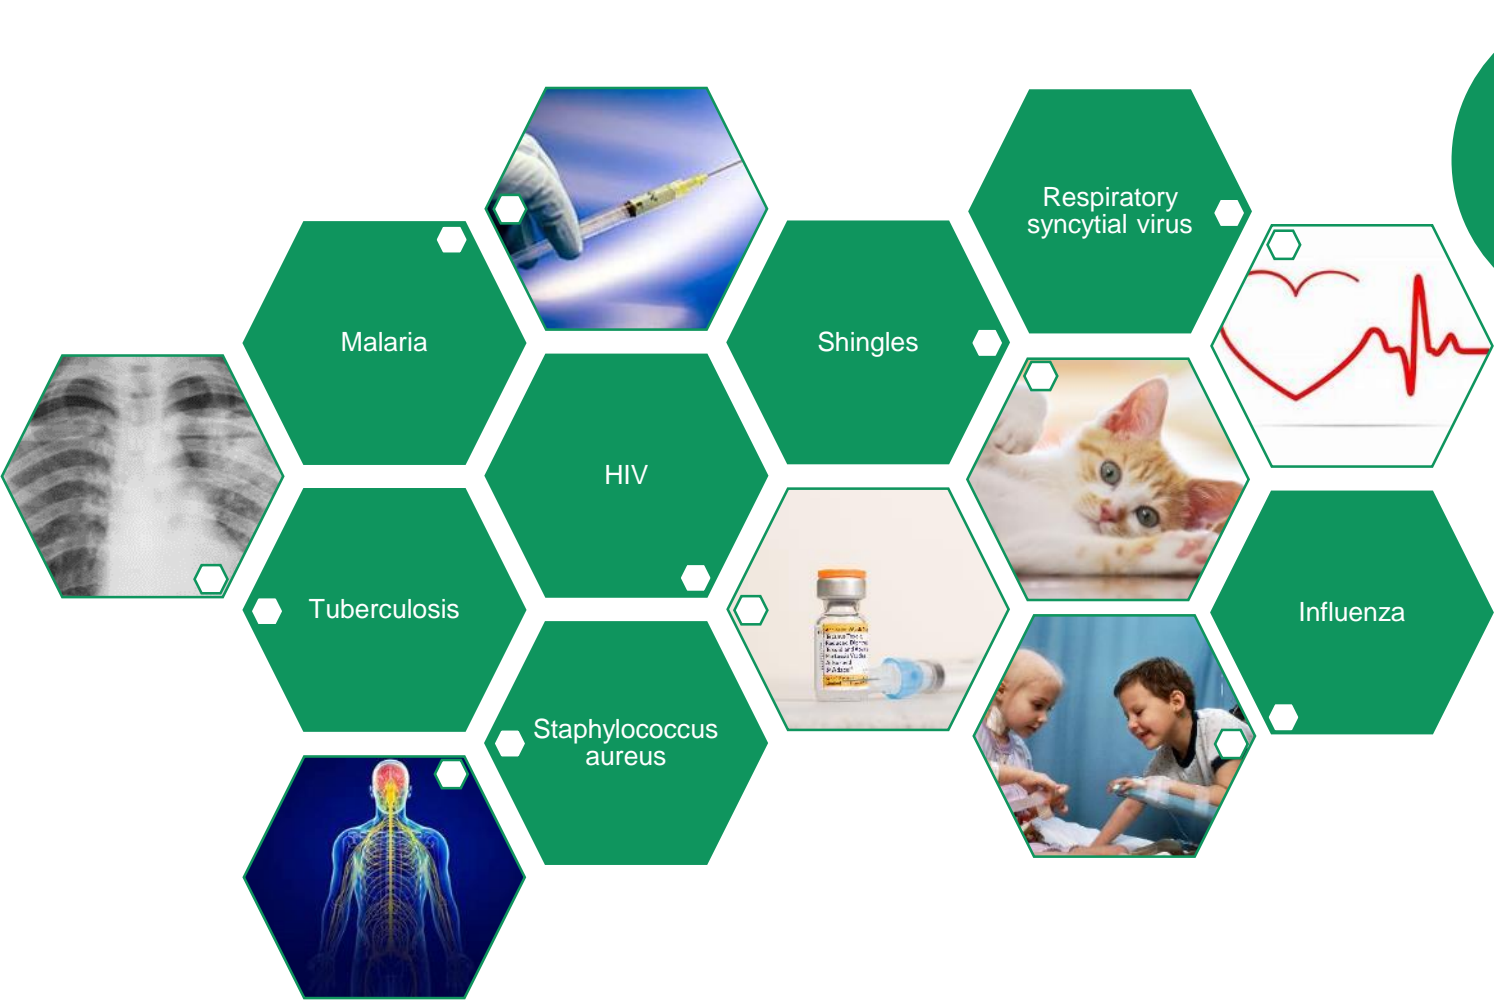 Respiratory
syncytial virus
Malaria
Shingles
HIV
Tuberculosis
Influenza
Staphylococcus
aureus